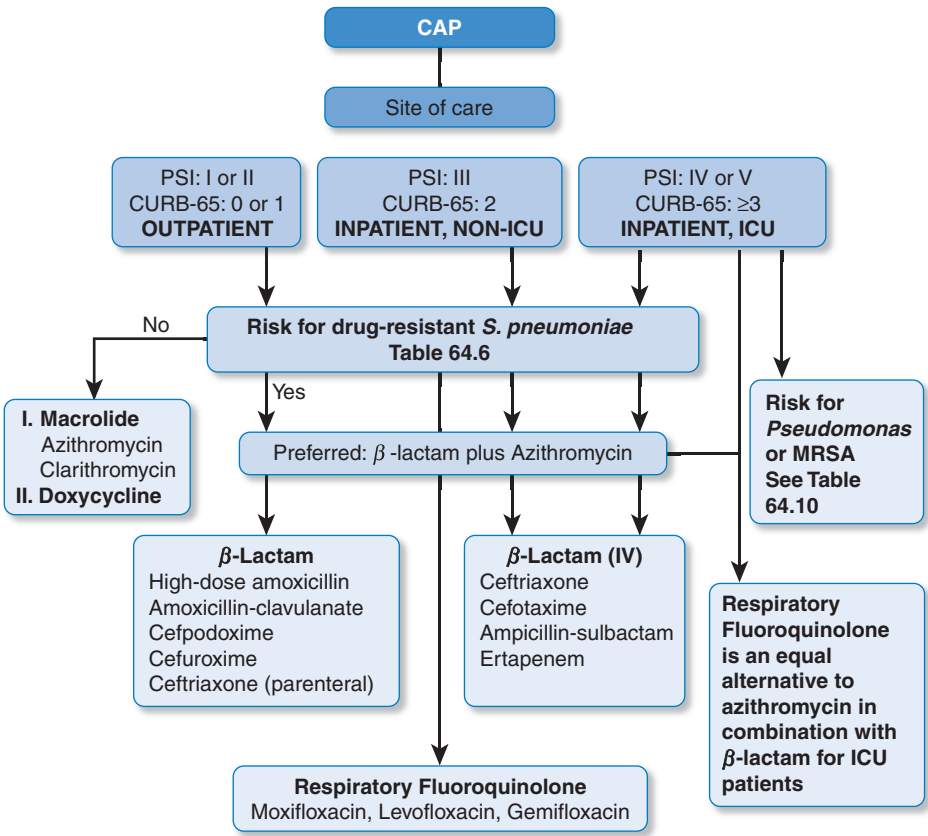 CAP
Site of care
PSI: I or II
CURB-65: 0 or 1
OUTPATIENT
PSI: III
CURB-65: 2
INPATIENT, NON-ICU
PSI: IV or V
CURB-65: ≥3
INPATIENT, ICU
No
Risk for drug-resistant S. pneumoniae
Table 64.6
Yes
I. Macrolide
Azithromycin
Clarithromycin
II. Doxycycline
Preferred: β -lactam plus Azithromycin
Risk for
Pseudomonas
or MRSA
See Table
64.10
β-Lactam
High-dose amoxicillin
Amoxicillin-clavulanate
Cefpodoxime
Cefuroxime
Ceftriaxone (parenteral)
β-Lactam (IV)
Ceftriaxone
Cefotaxime
Ampicillin-sulbactam
Ertapenem
Respiratory
Fluoroquinolone
is an equal
alternative to
azithromycin in
combination with
β-lactam for ICU
patients
Respiratory Fluoroquinolone
Moxifloxacin, Levofloxacin, Gemifloxacin